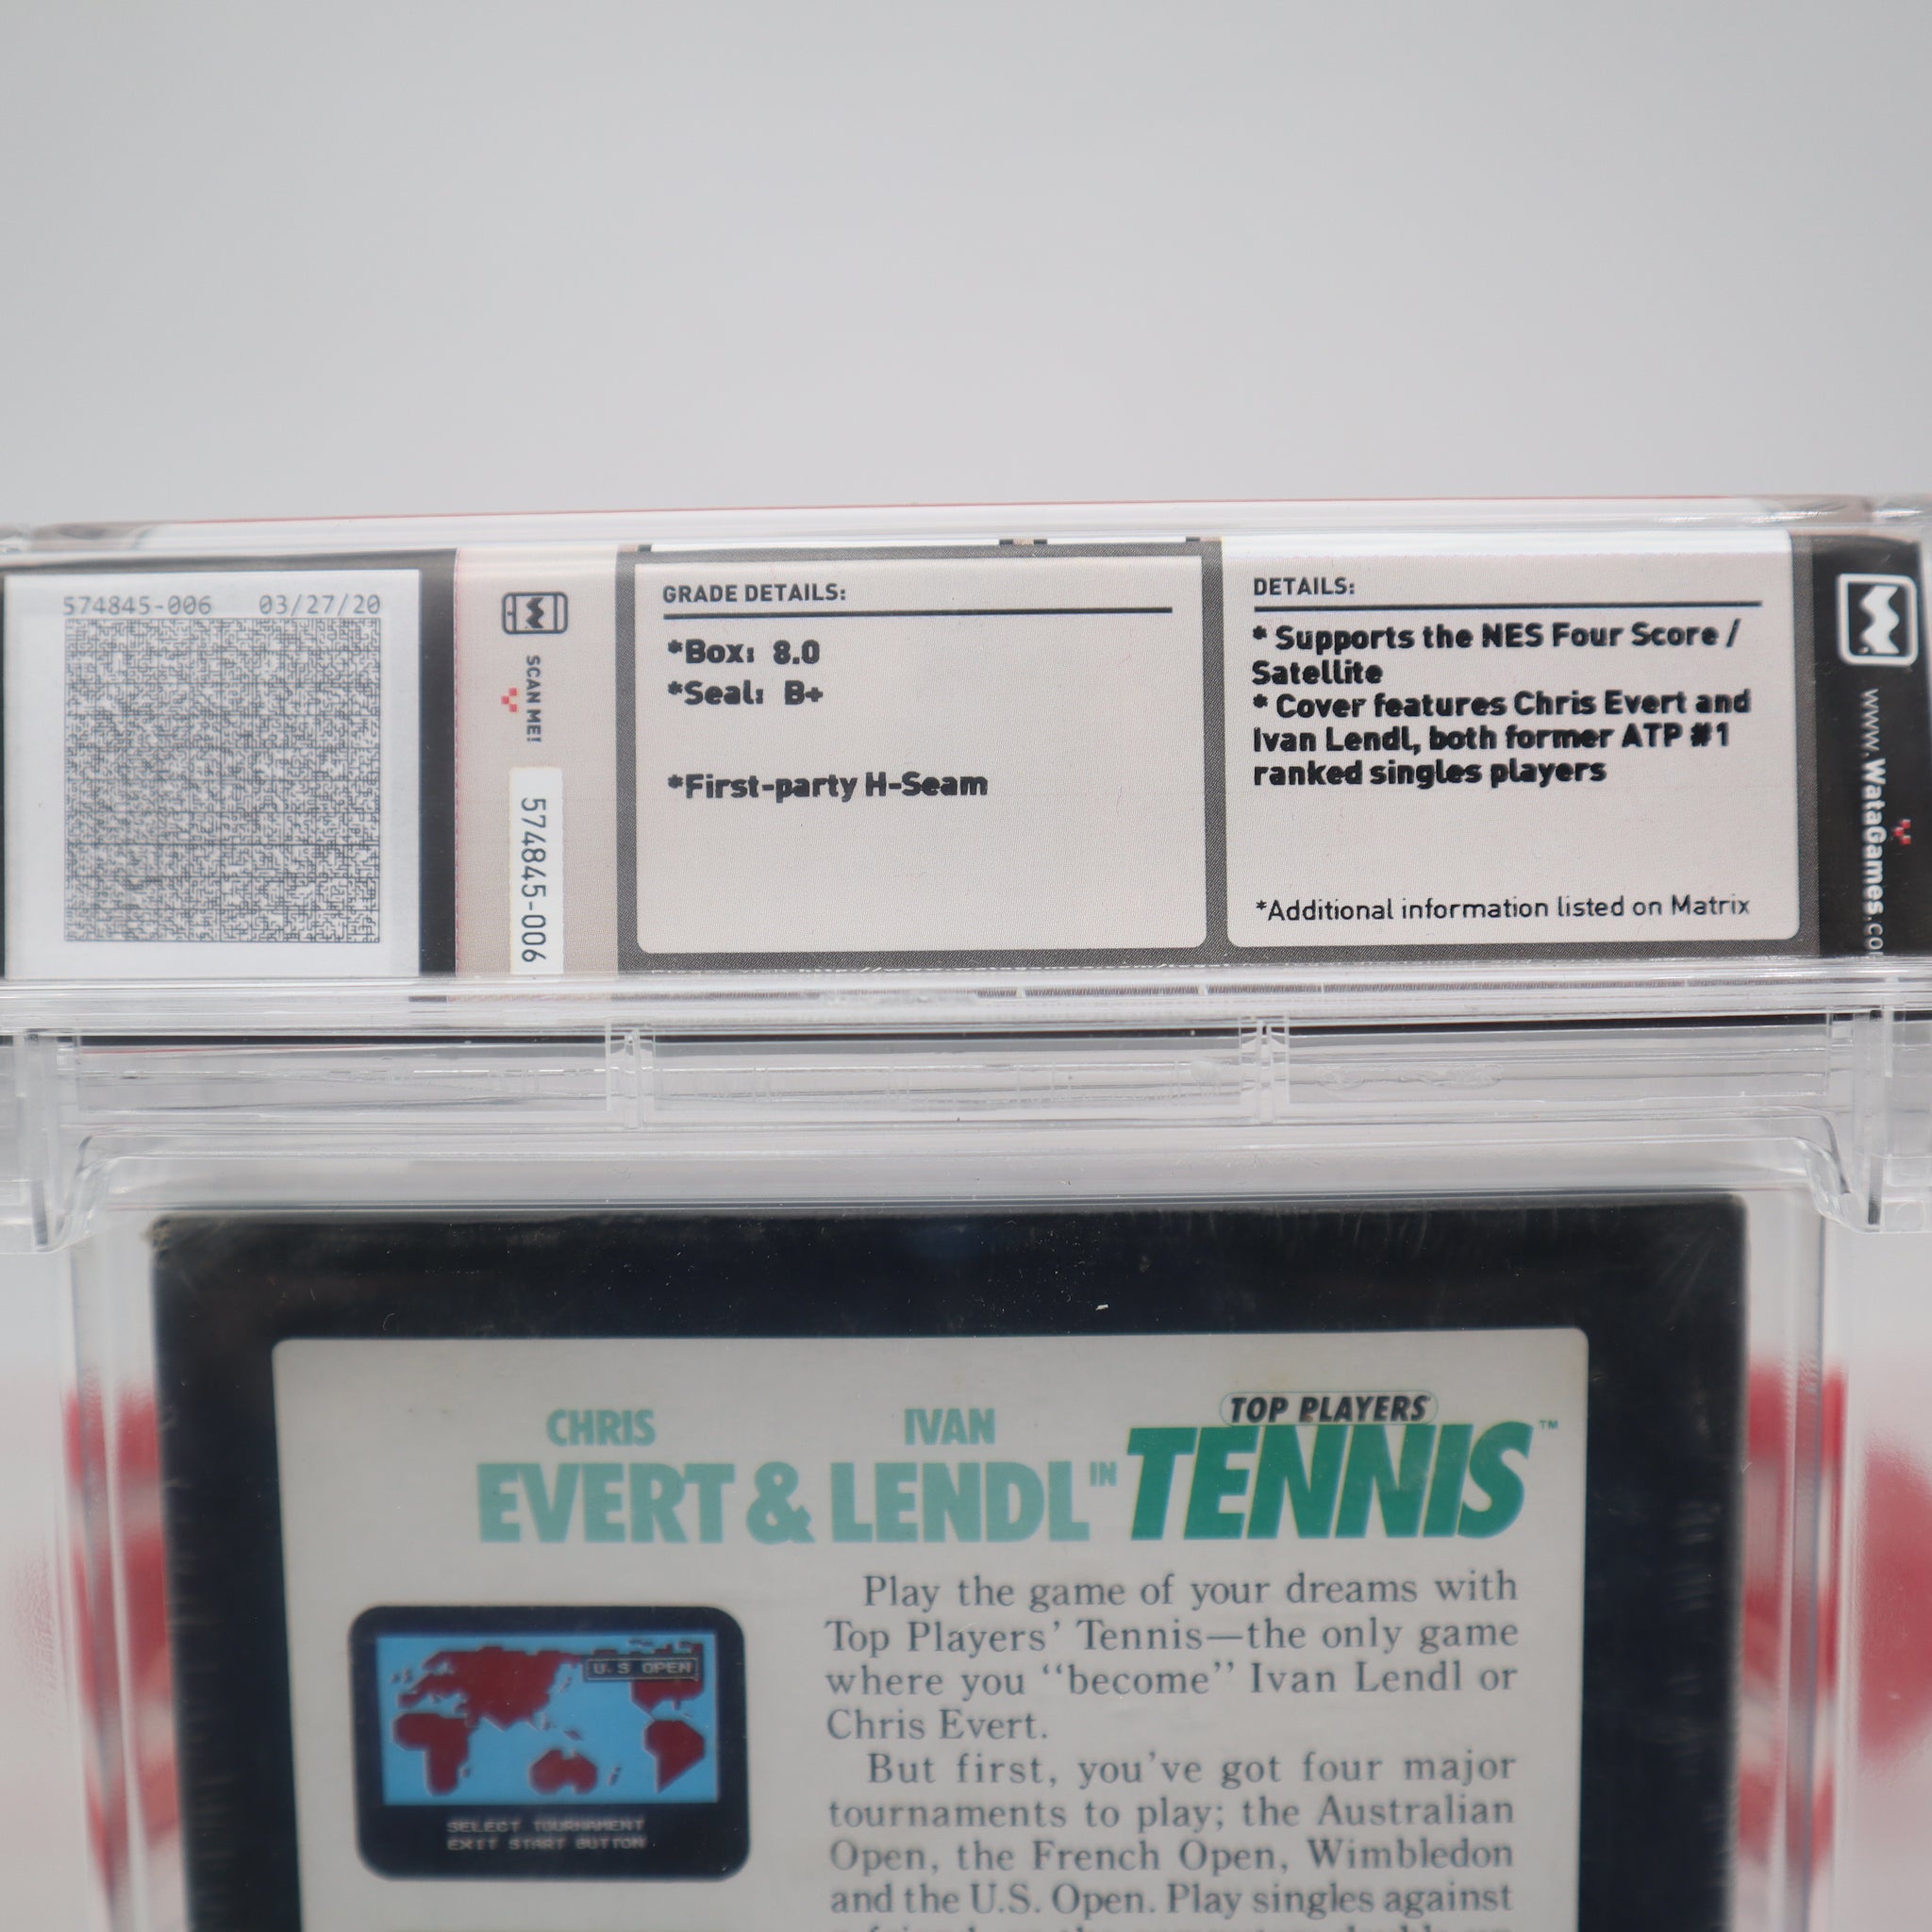 574845-006 03/27/20
SCAN ME!
574845-006
GRADE DETAILS:
*Box: 8.0
*Seal: B+
*First-party H-Seam
DETAILS:
* Supports the NES Four Score /
Satellite
* Cover features Chris Evert and
Ivan Lendl, both former ATP #1
ranked singles players
*Additional information listed on Matrix
www.WataGames.co
CHRIS IVAN TOP PLAYERS
EVERT & LENDL IN TENNIS™
Play the game of your dreams with
Top Players' Tennis—the only game
where you "become" Ivan Lendl or
Chris Evert.
But first, you've got four major
tournaments to play; the Australian
Open, the French Open, Wimbledon
and the U.S. Open. Play singles against
U.S OPEN
SELECT TOURNAMENT
EXIT START BUTTON